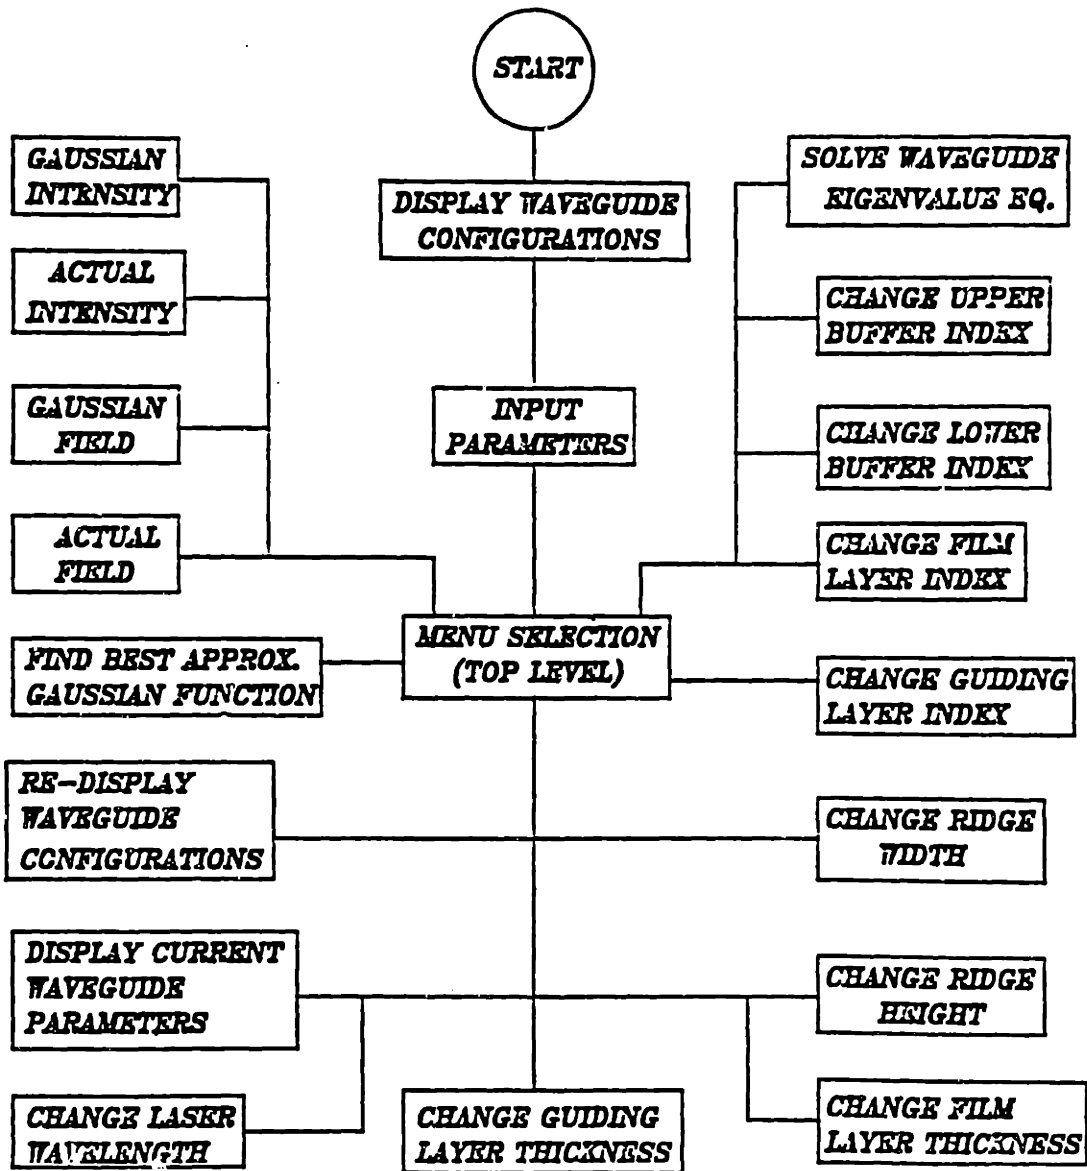 START
DISPLAY WAVEGUIDE
CONFIGURATIONS
INPUT
PARAMETERS
MENU SELECTION
(TOP LEVEL)
GAUSSIAN
INTENSITY
ACTUAL
INTENSITY
GAUSSIAN
FIELD
ACTUAL
FIELD
FIND BEST APPROX.
GAUSSIAN FUNCTION
RE-DISPLAY
WAVEGUIDE
CONFIGURATIONS
DISPLAY CURRENT
WAVEGUIDE
PARAMETERS
CHANGE LASER
WAVELENGTH
CHANGE GUIDING
LAYER THICKNESS
SOLVE WAVEGUIDE
EIGENVALUE EQ.
CHANGE UPPER
BUFFER INDEX
CHANGE LOWER
BUFFER INDEX
CHANGE FILM
LAYER INDEX
CHANGE GUIDING
LAYER INDEX
CHANGE RIDGE
WIDTH
CHANGE RIDGE
HEIGHT
CHANGE FILM
LAYER THICKNESS